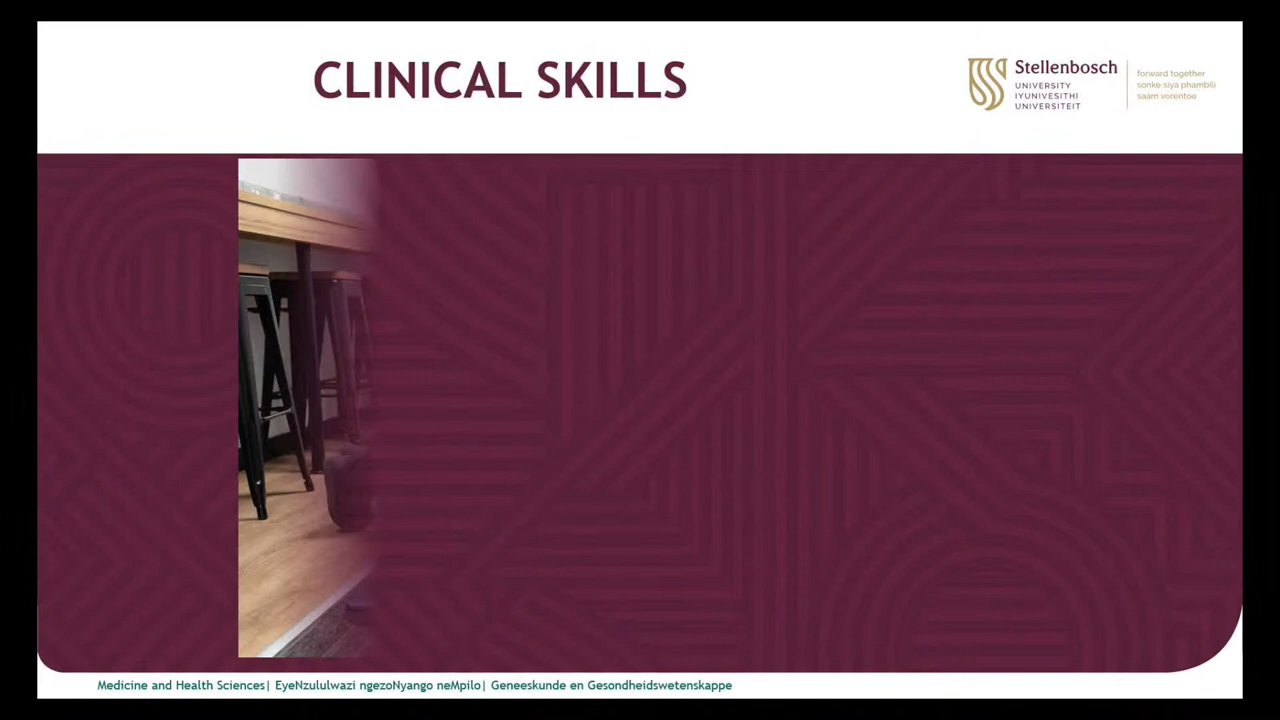 CLINICAL SKILLS
Stellenbosch
UNIVERSITY
IYUNIVESITHI
UNIVERSITEIT
forward together
sonke siya phambili
saam vorentoe
Medicine and Health Sciences| EyeNzululwazi ngezoNyango neMpilo| Geneeskunde en Gesondheidswetenskappe